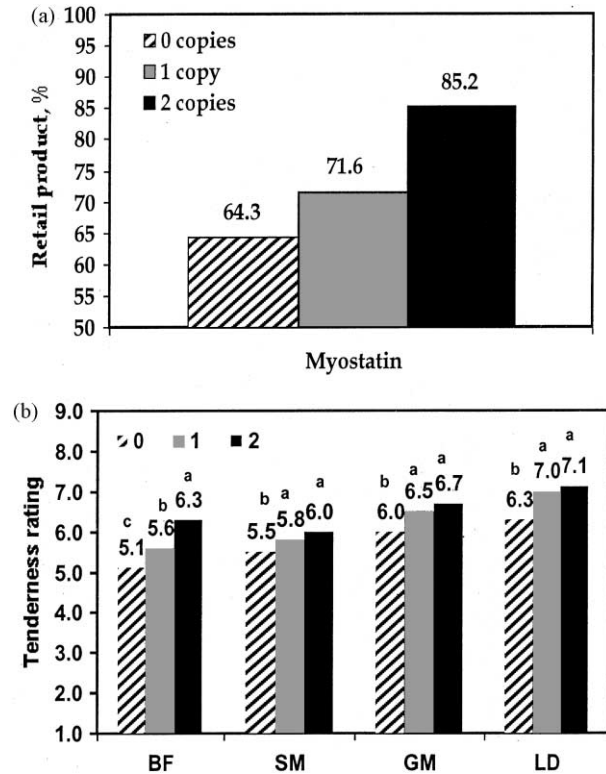 (a)
100
95
90
85
80
75
70
65
60
55
50
Retail product, %
0 copies
1 copy
2 copies
64.3
71.6
85.2
Myostatin
(b)
9.0
8.0
7.0
6.0
5.0
4.0
3.0
2.0
1.0
Tenderness rating
0 1 2
c b a
5.1 5.6 6.3
b a a
5.5 5.8 6.0
b a a
6.0 6.5 6.7
b a a
6.3 7.0 7.1
BF SM GM LD